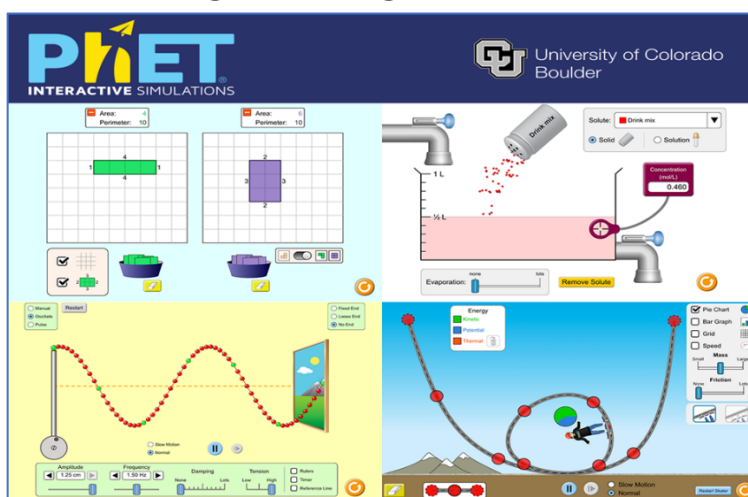 PhET
INTERACTIVE SIMULATIONS
University of Colorado
Boulder
Area: 4
Perimeter: 10
4
1 1
4
Area: 6
Perimeter: 10
2
3 3
2
Drink mix
Solute: Drink mix
Solid Solution
1 L
½ L
Concentration
(mol/L)
0.460
Evaporation:
none lots
Remove Solute
Manual
Oscillate
Pulse
Restart
Fixed End
Loose End
No End
Slow Motion
Normal
Amplitude
1.25 cm
Frequency
1.50 Hz
Damping
None Lots
Tension
Low High
Rulers
Timer
Reference Line
Energy
Kinetic
Potential
Thermal
Pie Chart
Bar Graph
Grid
Speed
Mass
Small Large
Friction
None Lots
Slow Motion
Normal
Restart Skater